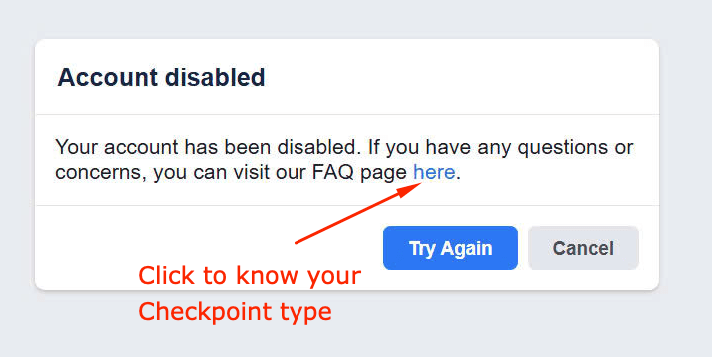 Account disabled
Your account has been disabled. If you have any questions or
concerns, you can visit our FAQ page here.
Try Again
Cancel
Click to know your
Checkpoint type